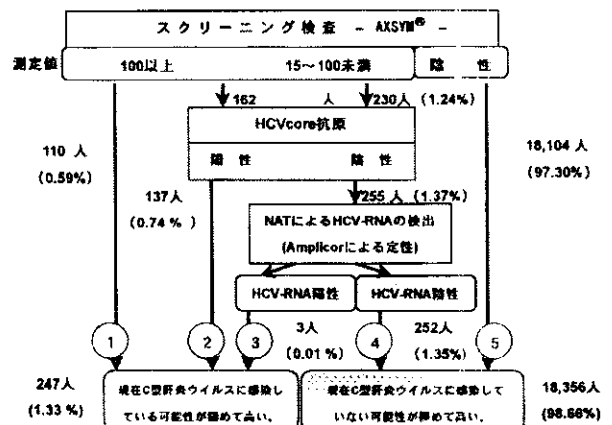 スクリーニング検査 － AXSYM® －
測定値 100以上 15～100未満 陰 性
162 人 230人 (1.24%)
HCVcore抗原
陽 性 陰 性
110 人
(0.59%)
18,104人
(97.30%)
137人
(0.74 %)
255 人 (1.37%)
NATによるHCV-RNAの検出
(Amplicorによる定性)
HCV-RNA陽性 HCV-RNA陰性
3人
(0.01 %)
252人
(1.35%)
1 2 3 4 5
247人
(1.33 %)
現在C型肝炎ウイルスに感染し
ている可能性が極めて高い。
現在C型肝炎ウイルスに感染して
いない可能性が極めて高い。
18,356人
(98.66%)